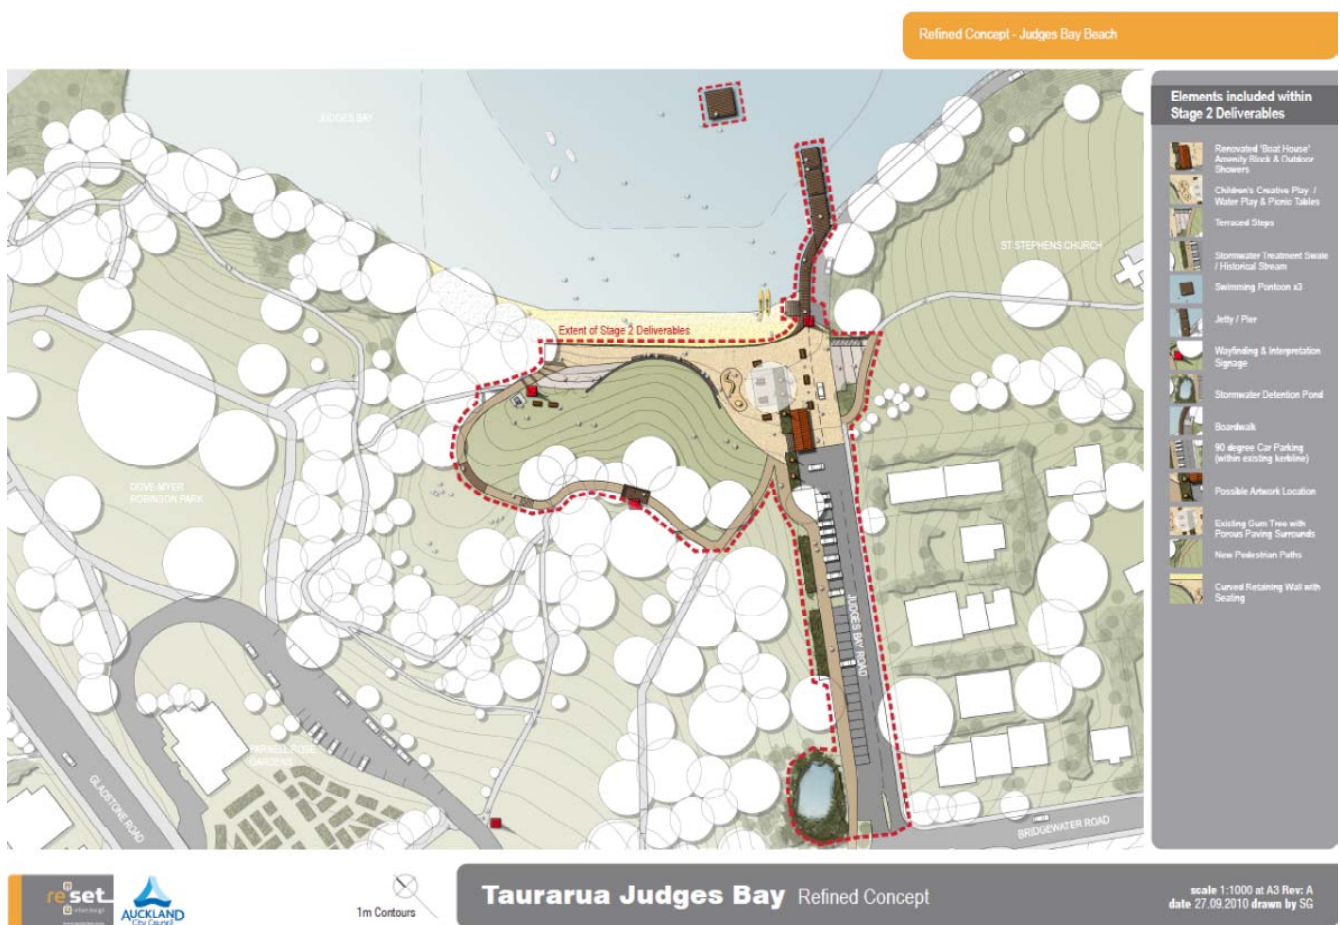 Refined Concept - Judges Bay Beach
Elements included within
Stage 2 Deliverables
Renovated 'Boat House'
Amenity Block & Outdoor
Showers
Children's Creative Play /
Water Play & Picnic Tables
Terraced Steps
Stormwater Treatment Swale
/ Historical Stream
Swimming Pontoon x3
Jetty / Pier
Wayfinding & Interpretation
Signage
Stormwater Detention Pond
Boardwalk
90 degree Car Parking
(within existing kerbline)
Possible Artwork Location
Existing Gum Tree with
Porous Paving Surrounds
New Pedestrian Paths
Curved Retaining Wall with
Seating
JUDGES BAY
ST STEPHENS CHURCH
Extent of Stage 2 Deliverables
DOVE-MYER
ROBINSON PARK
JUDGES BAY ROAD
PARNELL ROSE
GARDENS
GLADSTONE ROAD
BRIDGEWATER ROAD
reset
urban design
AUCKLAND
City Council
1m Contours
Taurarua Judges Bay Refined Concept
scale 1:1000 at A3 Rev: A
date 27.09.2010 drawn by SG